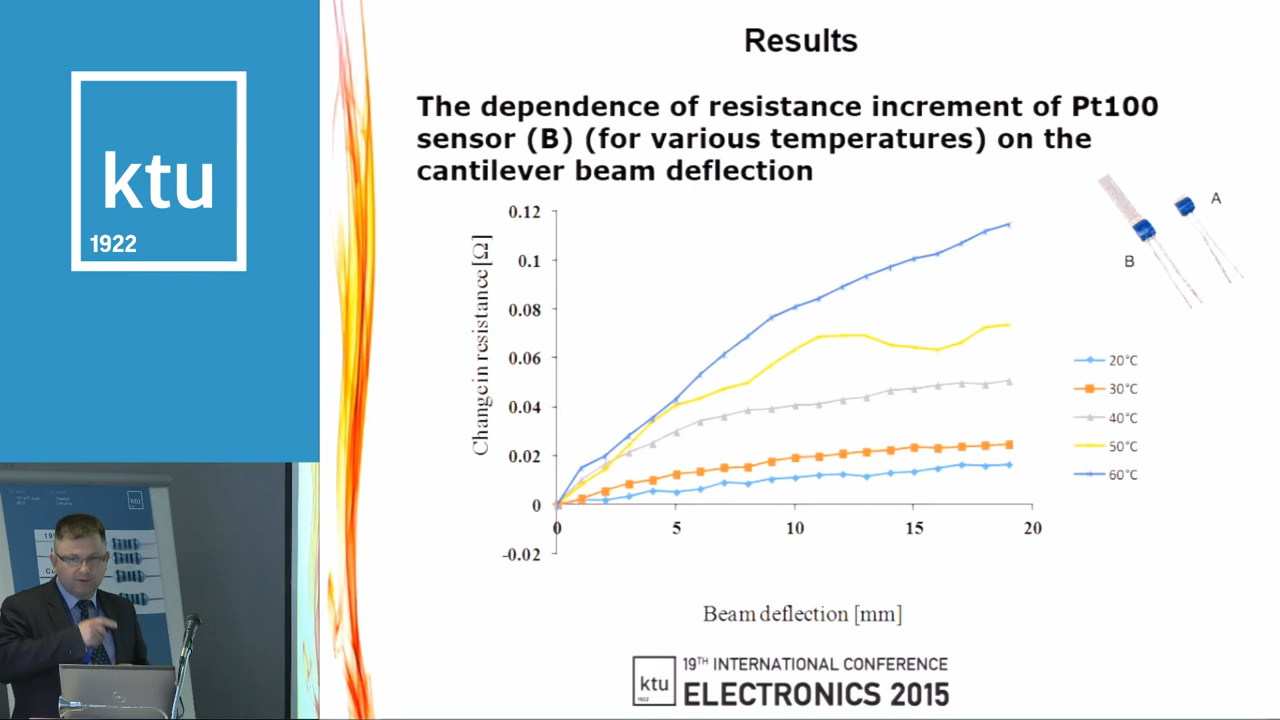 ktu
1922
Results
The dependence of resistance increment of Pt100
sensor (B) (for various temperatures) on the
cantilever beam deflection
A
B
Change in resistance [Ω]
0.12
0.1
0.08
0.06
0.04
0.02
0
-0.02
0
5
10
15
20
Beam deflection [mm]
20°C
30°C
40°C
50°C
60°C
ktu
1922
19TH INTERNATIONAL CONFERENCE
ELECTRONICS 2015
ktu